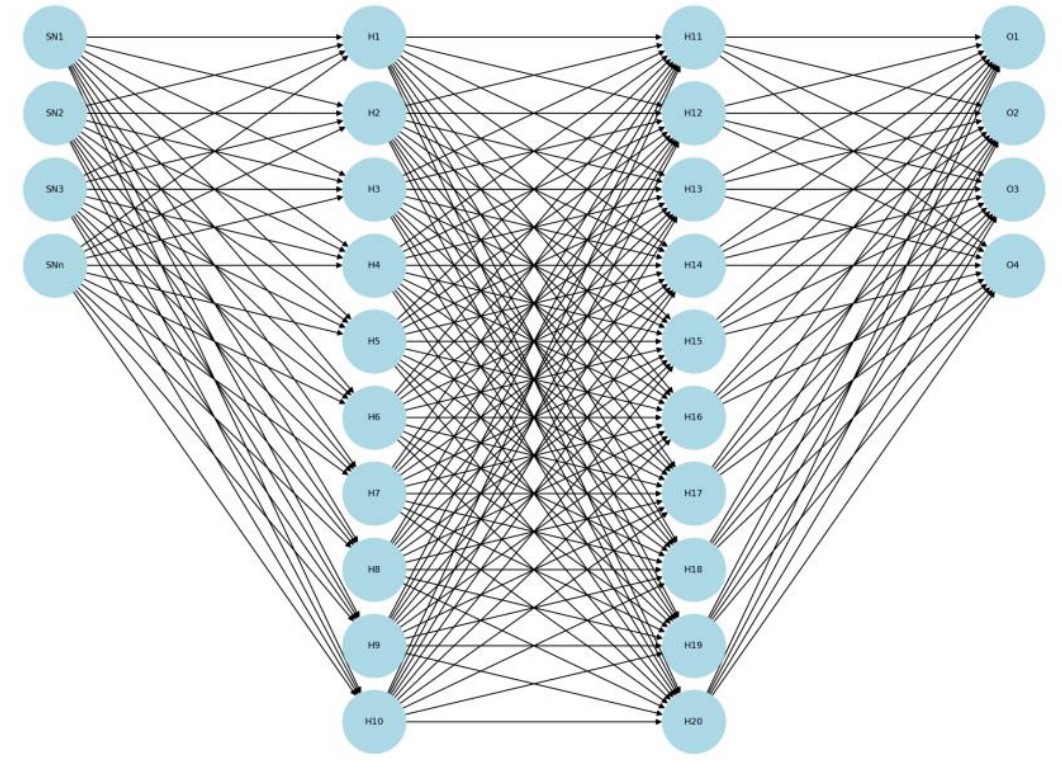 SN1 H1 H11 O1
SN2 H2 H12 O2
SN3 H3 H13 O3
SNn H4 H14 O4
H5 H15
H6 H16
H7 H17
H8 H18
H9 H19
H10 H20